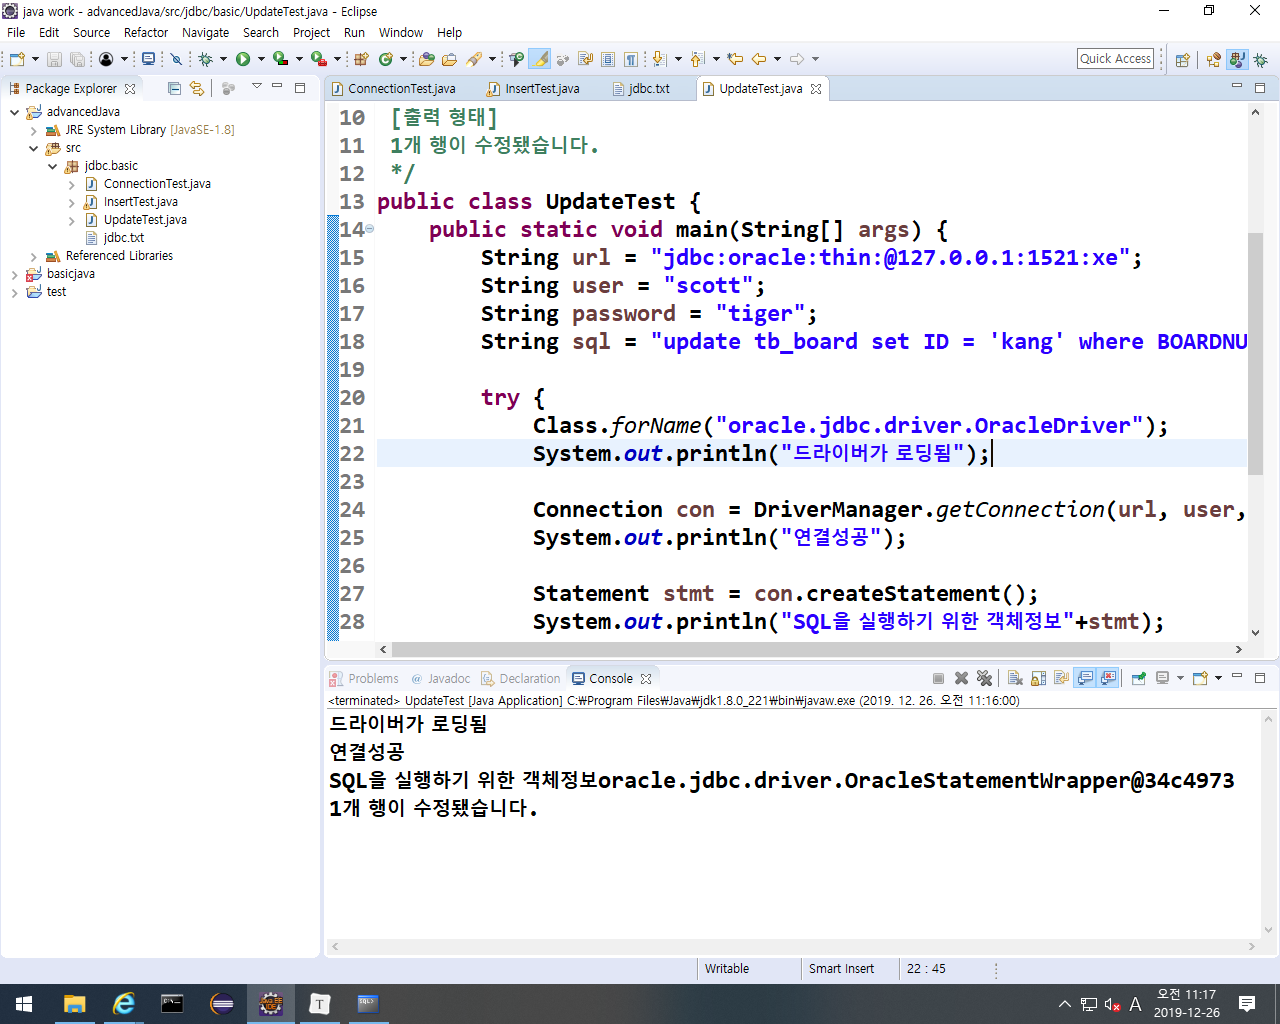 java work - advancedJava/src/jdbc/basic/UpdateTest.java - Eclipse
File Edit Source Refactor Navigate Search Project Run Window Help
Quick Access
Package Explorer
advancedJava
JRE System Library [JavaSE-1.8]
src
jdbc.basic
ConnectionTest.java
InsertTest.java
UpdateTest.java
jdbc.txt
Referenced Libraries
basicjava
test
ConnectionTest.java InsertTest.java jdbc.txt UpdateTest.java
10 [출력 형태]
11 1개 행이 수정됐습니다.
12 */
13 public class UpdateTest {
14 public static void main(String[] args) {
15 String url = "jdbc:oracle:thin:@127.0.0.1:1521:xe";
16 String user = "scott";
17 String password = "tiger";
18 String sql = "update tb_board set ID = 'kang' where BOARDNU
19
20 try {
21 Class.forName("oracle.jdbc.driver.OracleDriver");
22 System.out.println("드라이버가 로딩됨");
23
24 Connection con = DriverManager.getConnection(url, user,
25 System.out.println("연결성공");
26
27 Statement stmt = con.createStatement();
28 System.out.println("SQL을 실행하기 위한 객체정보"+stmt);
Problems @ Javadoc Declaration Console
<terminated> UpdateTest [Java Application] C:₩Program Files₩Java₩jdk1.8.0_221₩bin₩javaw.exe (2019. 12. 26. 오전 11:16:00)
드라이버가 로딩됨
연결성공
SQL을 실행하기 위한 객체정보oracle.jdbc.driver.OracleStatementWrapper@34c4973
1개 행이 수정됐습니다.
Writable Smart Insert 22 : 45
A 오전 11:17
2019-12-26